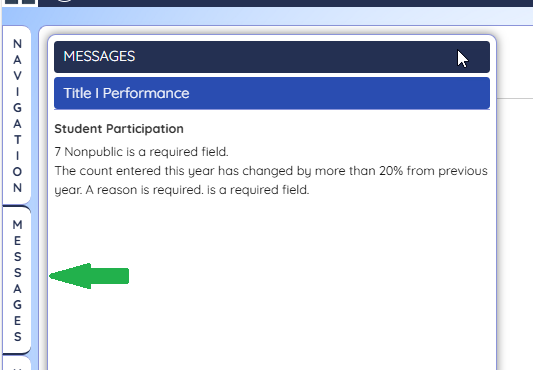 NAVIGATION
MESSAGES
MESSAGES
Title I Performance
Student Participation
7 Nonpublic is a required field.
The count entered this year has changed by more than 20% from previous
year. A reason is required. is a required field.